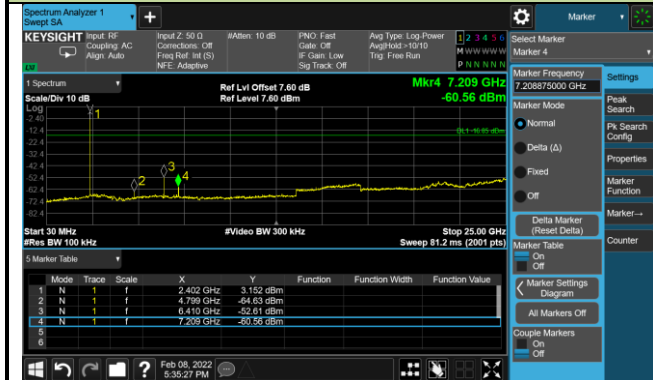 Spectrum Analyzer 1
Swept SA
Marker
KEYSIGHT
Input: RF
Coupling: AC
Align: Auto
Input Z: 50 Ω
Corrections: Off
Freq Ref: Int (S)
NFE: Adaptive
#Atten: 10 dB
PNO: Fast
Gate: Off
IF Gain: Low
Sig Track: Off
Avg Type: Log-Power
Avg|Hold:>10/10
Trig: Free Run
1 2 3 4 5 6
M W W W W W
P N N N N N
LXI
Select Marker
Marker 4
1 Spectrum
Scale/Div 10 dB
Log
Ref Lvl Offset 7.60 dB
Ref Level 7.60 dBm
Mkr4 7.209 GHz
-60.56 dBm
-2.40
-12.4
-22.4
-32.4
-42.4
-52.4
-62.4
-72.4
-82.4
1
2
3
4
DL1 -16.85 dBm
Start 30 MHz
#Res BW 100 kHz
#Video BW 300 kHz
Stop 25.00 GHz
Sweep 81.2 ms (2001 pts)
5 Marker Table
Mode Trace Scale X Y Function Function Width Function Value
1 N 1 f 2.402 GHz 3.152 dBm
2 N 1 f 4.799 GHz -64.63 dBm
3 N 1 f 6.410 GHz -52.61 dBm
4 N 1 f 7.209 GHz -60.56 dBm
5
6
Marker Frequency
7.208875000 GHz
Marker Mode
Normal
Delta (Δ)
Fixed
Off
Delta Marker
(Reset Delta)
Marker Table
On
Off
Marker Settings
Diagram
All Markers Off
Couple Markers
On
Off
Settings
Peak
Search
Pk Search
Config
Properties
Marker
Function
Marker→
Counter
?
Feb 08, 2022
5:35:27 PM